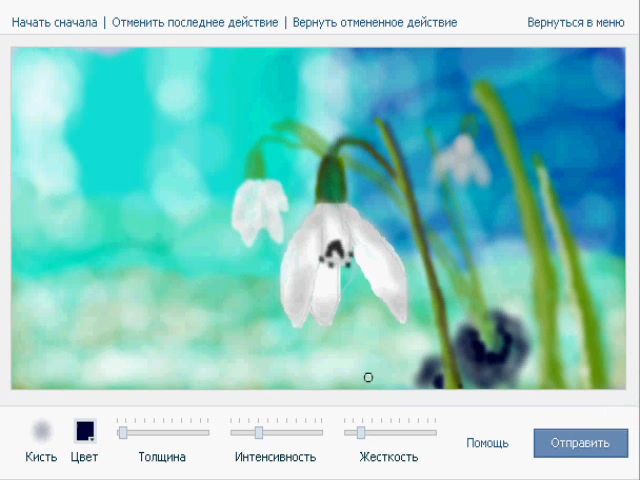 Начать сначала | Отменить последнее действие | Вернуть отмененное действие Вернуться в меню
Кисть Цвет Толщина Интенсивность Жесткость Помощь Отправить